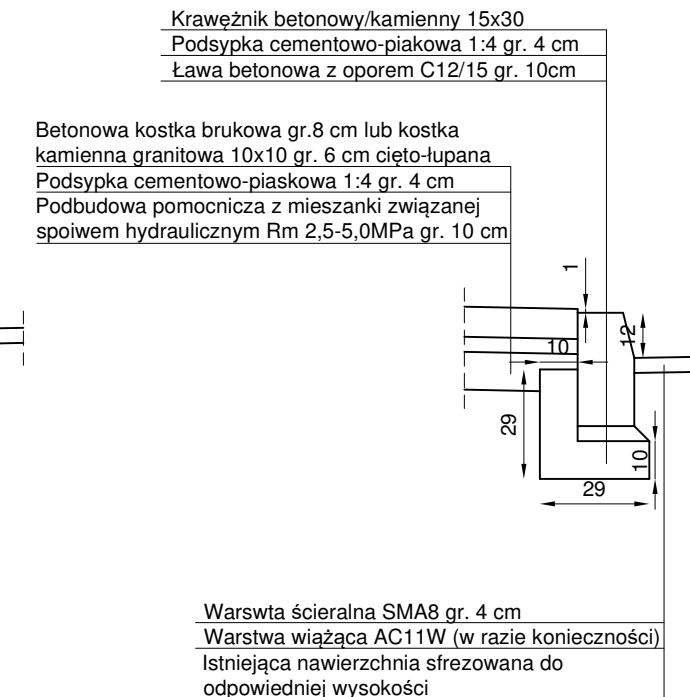 Krawężnik betonowy/kamienny 15x30
Podsypka cementowo-piakowa 1:4 gr. 4 cm
Ława betonowa z oporem C12/15 gr. 10cm
Betonowa kostka brukowa gr.8 cm lub kostka
kamienna granitowa 10x10 gr. 6 cm cięto-łupana
Podsypka cementowo-piaskowa 1:4 gr. 4 cm
Podbudowa pomocnicza z mieszanki związanej
spoiwem hydraulicznym Rm 2,5-5,0MPa gr. 10 cm
1
12
10
29
10
29
Warswta ścieralna SMA8 gr. 4 cm
Warstwa wiążąca AC11W (w razie konieczności)
Istniejąca nawierzchnia sfrezowana do
odpowiedniej wysokości